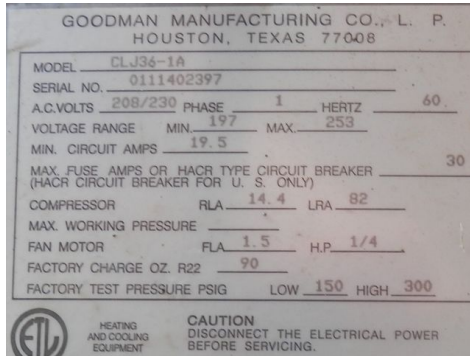 GOODMAN MANUFACTURING CO., L. P.
HOUSTON, TEXAS 77008
MODEL CLJ36-1A
SERIAL NO. 0111402397
A.C.VOLTS 208/230 PHASE 1 HERTZ 60
VOLTAGE RANGE MIN. 197 MAX. 253
MIN. CIRCUIT AMPS 19.5
MAX. FUSE AMPS OR HACR TYPE CIRCUIT BREAKER 30
(HACR CIRCUIT BREAKER FOR U. S. ONLY)
COMPRESSOR RLA 14.4 LRA 82
MAX. WORKING PRESSURE
FAN MOTOR FLA 1.5 H.P. 1/4
FACTORY CHARGE OZ. R22 90
FACTORY TEST PRESSURE PSIG LOW 150 HIGH 300
ETL
HEATING
AND COOLING
EQUIPMENT
CAUTION
DISCONNECT THE ELECTRICAL POWER
BEFORE SERVICING.